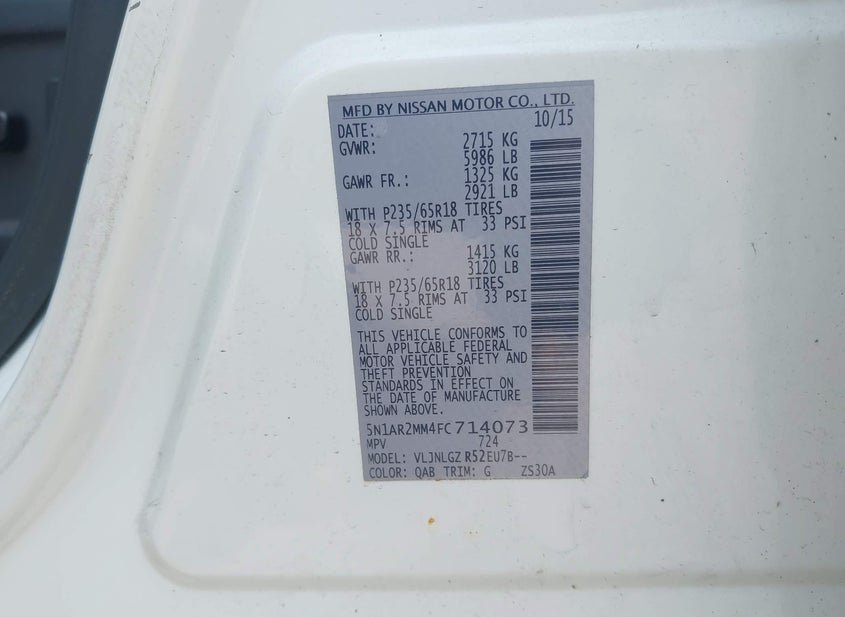 MFD BY NISSAN MOTOR CO., LTD.
DATE: 10/15
GVWR: 2715 KG
5986 LB
GAWR FR.: 1325 KG
2921 LB
WITH P235/65R18 TIRES
18 X 7.5 RIMS AT 33 PSI
COLD SINGLE
GAWR RR.: 1415 KG
3120 LB
WITH P235/65R18 TIRES
18 X 7.5 RIMS AT 33 PSI
COLD SINGLE
THIS VEHICLE CONFORMS TO
ALL APPLICABLE FEDERAL
MOTOR VEHICLE SAFETY AND
THEFT PREVENTION
STANDARDS IN EFFECT ON
THE DATE OF MANUFACTURE
SHOWN ABOVE.
5N1AR2MM4FC714073
MPV 724
MODEL: VLJNLGZ R52EU7B--
COLOR: QAB TRIM: G ZS30A